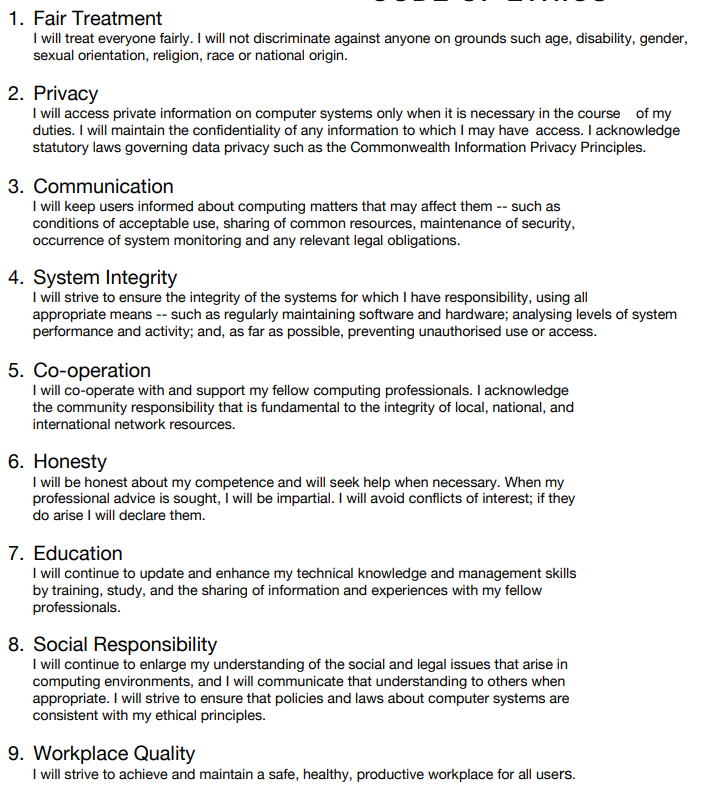 1. Fair Treatment
I will treat everyone fairly. I will not discriminate against anyone on grounds such age, disability, gender,
sexual orientation, religion, race or national origin.
2. Privacy
I will access private information on computer systems only when it is necessary in the course of my
duties. I will maintain the confidentiality of any information to which I may have access. I acknowledge
statutory laws governing data privacy such as the Commonwealth Information Privacy Principles.
3. Communication
I will keep users informed about computing matters that may affect them -- such as
conditions of acceptable use, sharing of common resources, maintenance of security,
occurrence of system monitoring and any relevant legal obligations.
4. System Integrity
I will strive to ensure the integrity of the systems for which I have responsibility, using all
appropriate means -- such as regularly maintaining software and hardware; analysing levels of system
performance and activity; and, as far as possible, preventing unauthorised use or access.
5. Co-operation
I will co-operate with and support my fellow computing professionals. I acknowledge
the community responsibility that is fundamental to the integrity of local, national, and
international network resources.
6. Honesty
I will be honest about my competence and will seek help when necessary. When my
professional advice is sought, I will be impartial. I will avoid conflicts of interest; if they
do arise I will declare them.
7. Education
I will continue to update and enhance my technical knowledge and management skills
by training, study, and the sharing of information and experiences with my fellow
professionals.
8. Social Responsibility
I will continue to enlarge my understanding of the social and legal issues that arise in
computing environments, and I will communicate that understanding to others when
appropriate. I will strive to ensure that policies and laws about computer systems are
consistent with my ethical principles.
9. Workplace Quality
I will strive to achieve and maintain a safe, healthy, productive workplace for all users.